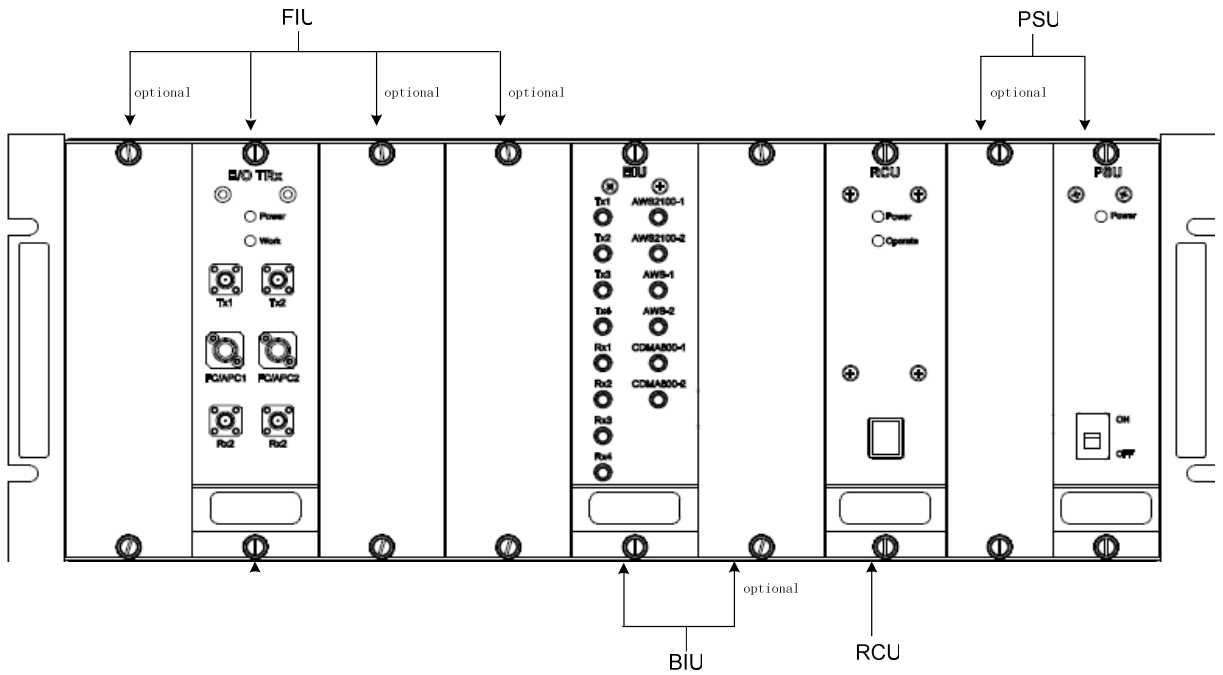 FIU
PSU
optional
optional
optional
optional
E/O TRx
Power
Work
Tx1 Tx2
FC/APC1 FC/APC2
Rx2 Rx2
BIU
Tx1 AWS2100-1
Tx2 AWS2100-2
Tx3 AWS-1
Tx4 AWS-2
Rx1 CDMA800-1
Rx2 CDMA800-2
Rx3
Rx4
RCU
Power
Operate
PSU
Power
ON
OFF
optional
BIU
RCU